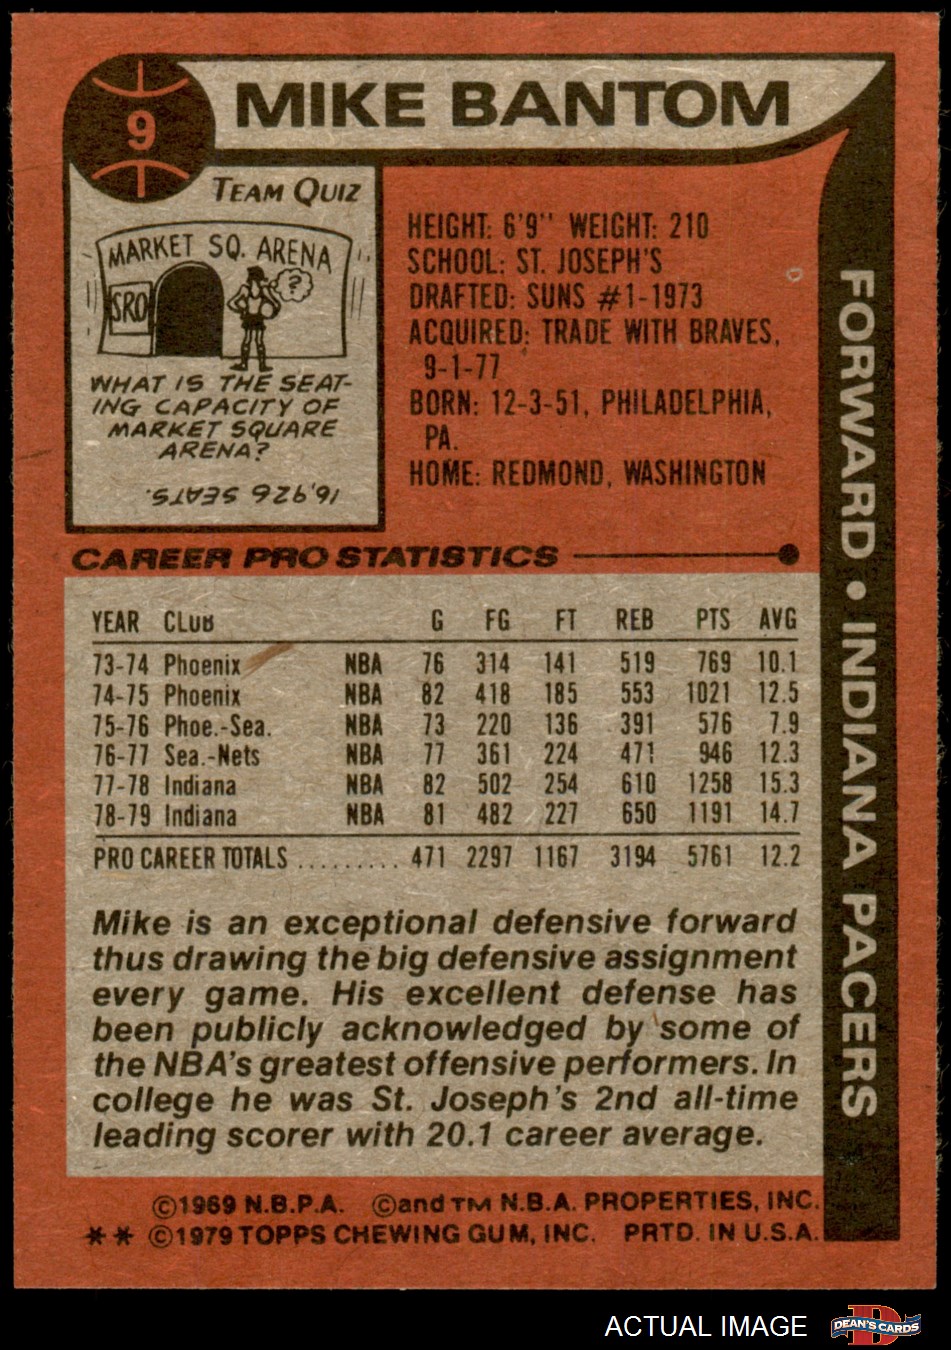 9
MIKE BANTOM
TEAM QUIZ
MARKET SQ. ARENA
SRO
?
WHAT IS THE SEAT-
ING CAPACITY OF
MARKET SQUARE
ARENA?
16,926 SEATS.
HEIGHT: 6'9" WEIGHT: 210
SCHOOL: ST. JOSEPH'S
DRAFTED: SUNS #1-1973
ACQUIRED: TRADE WITH BRAVES,
9-1-77
BORN: 12-3-51, PHILADELPHIA,
PA.
HOME: REDMOND, WASHINGTON
FORWARD • INDIANA PACERS
CAREER PRO STATISTICS
YEAR CLUB G FG FT REB PTS AVG
73-74 Phoenix NBA 76 314 141 519 769 10.1
74-75 Phoenix NBA 82 418 185 553 1021 12.5
75-76 Phoe.-Sea. NBA 73 220 136 391 576 7.9
76-77 Sea.-Nets NBA 77 361 224 471 946 12.3
77-78 Indiana NBA 82 502 254 610 1258 15.3
78-79 Indiana NBA 81 482 227 650 1191 14.7
PRO CAREER TOTALS ......... 471 2297 1167 3194 5761 12.2
Mike is an exceptional defensive forward
thus drawing the big defensive assignment
every game. His excellent defense has
been publicly acknowledged by some of
the NBA's greatest offensive performers. In
college he was St. Joseph's 2nd all-time
leading scorer with 20.1 career average.
©1969 N.B.P.A. ©and TM N.B.A. PROPERTIES, INC.
** ©1979 TOPPS CHEWING GUM, INC. PRTD. IN U.S.A.
ACTUAL IMAGE
D
DEAN'S CARDS